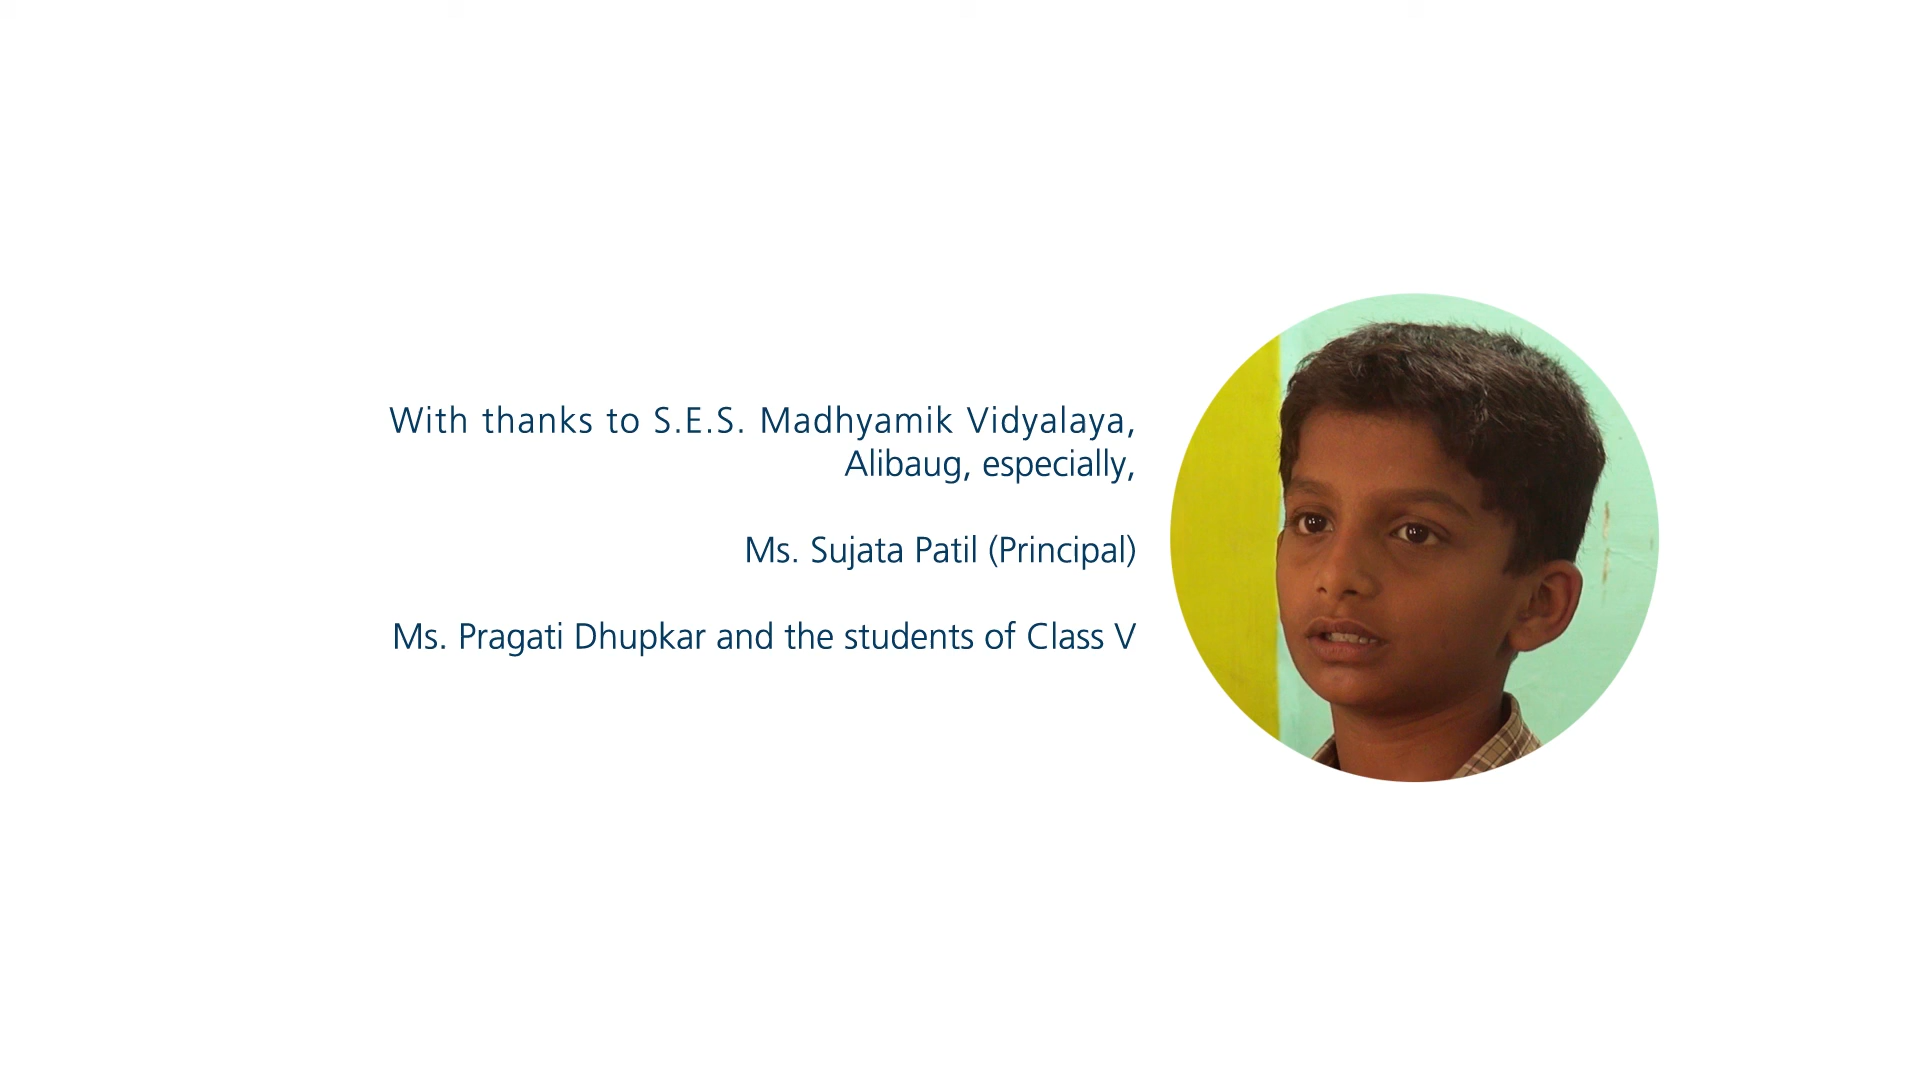 With thanks to S.E.S. Madhyamik Vidyalaya,
Alibaug, especially,
Ms. Sujata Patil (Principal)
Ms. Pragati Dhupkar and the students of Class V